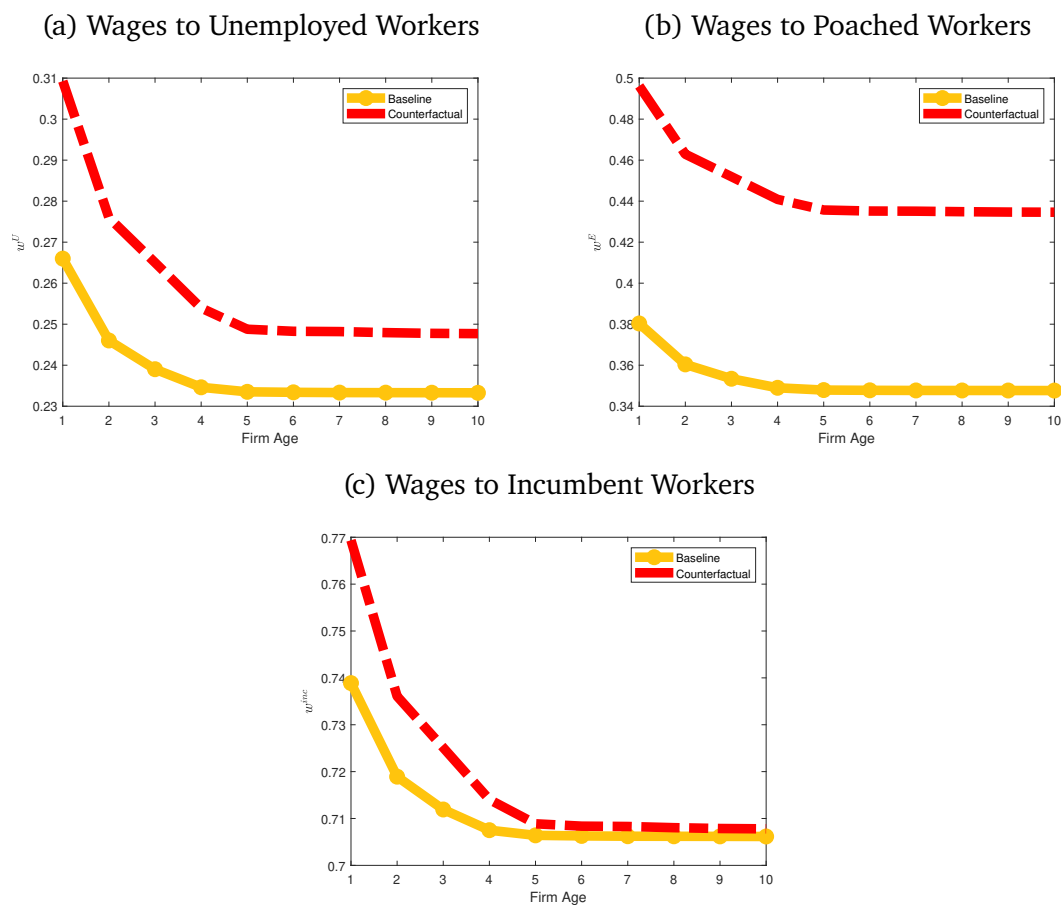 (a) Wages to Unemployed Workers
0.31
0.3
0.29
0.28
0.27
0.26
0.25
0.24
0.23
w^U
1 2 3 4 5 6 7 8 9 10
Firm Age
Baseline
Counterfactual
(b) Wages to Poached Workers
0.5
0.48
0.46
0.44
0.42
0.4
0.38
0.36
0.34
w^E
1 2 3 4 5 6 7 8 9 10
Firm Age
Baseline
Counterfactual
(c) Wages to Incumbent Workers
0.77
0.76
0.75
0.74
0.73
0.72
0.71
0.7
w^inc
1 2 3 4 5 6 7 8 9 10
Firm Age
Baseline
Counterfactual